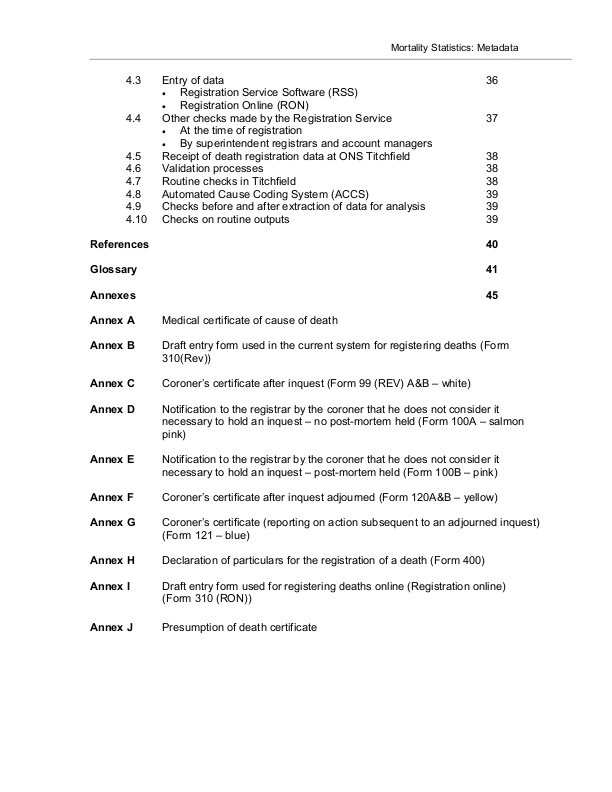 Mortality Statistics: Metadata
4.3 Entry of data 36
• Registration Service Software (RSS)
• Registration Online (RON)
4.4 Other checks made by the Registration Service 37
• At the time of registration
• By superintendent registrars and account managers
4.5 Receipt of death registration data at ONS Titchfield 38
4.6 Validation processes 38
4.7 Routine checks in Titchfield 38
4.8 Automated Cause Coding System (ACCS) 39
4.9 Checks before and after extraction of data for analysis 39
4.10 Checks on routine outputs 39
References 40
Glossary 41
Annexes 45
Annex A Medical certificate of cause of death
Annex B Draft entry form used in the current system for registering deaths (Form
310(Rev))
Annex C Coroner’s certificate after inquest (Form 99 (REV) A&B – white)
Annex D Notification to the registrar by the coroner that he does not consider it
necessary to hold an inquest – no post-mortem held (Form 100A – salmon
pink)
Annex E Notification to the registrar by the coroner that he does not consider it
necessary to hold an inquest – post-mortem held (Form 100B – pink)
Annex F Coroner’s certificate after inquest adjourned (Form 120A&B – yellow)
Annex G Coroner’s certificate (reporting on action subsequent to an adjourned inquest)
(Form 121 – blue)
Annex H Declaration of particulars for the registration of a death (Form 400)
Annex I Draft entry form used for registering deaths online (Registration online)
(Form 310 (RON))
Annex J Presumption of death certificate